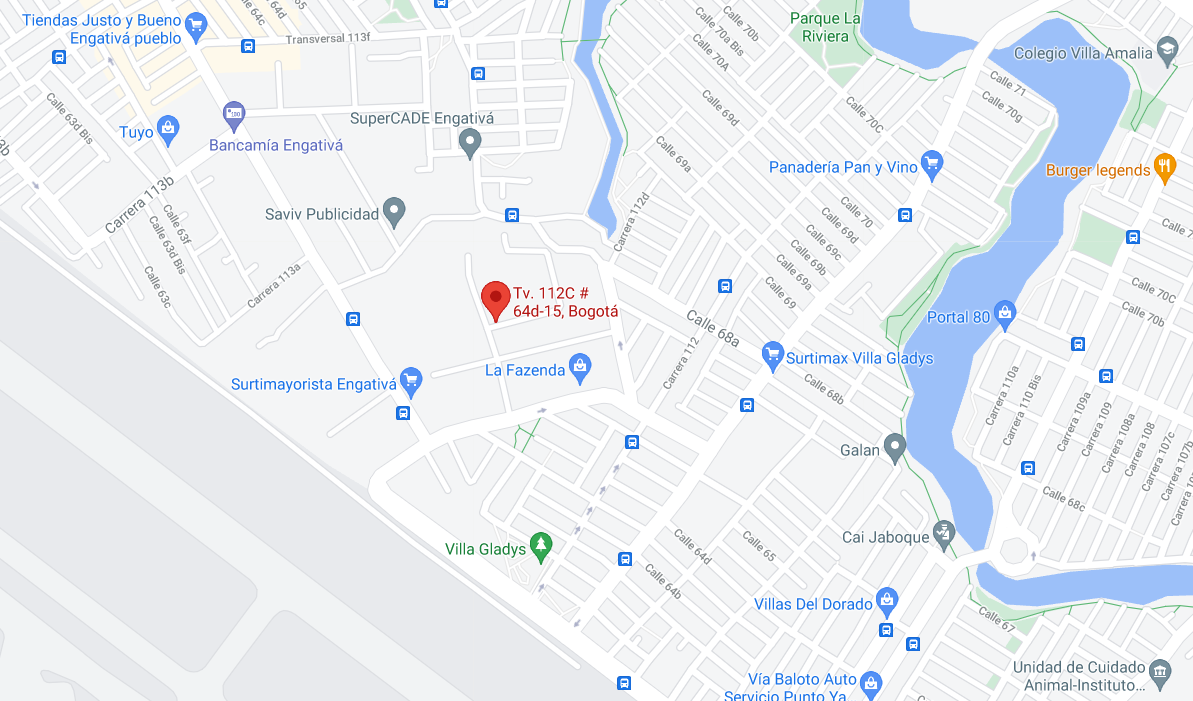 Tiendas Justo y Bueno
Engativá pueblo
Calle 64c
Calle 65
Transversal 113f
Calle 70a Bis
Calle 70b
Calle 70A
Parque La
Riviera
Colegio Villa Amalia
Calle 71
Calle 70g
Calle 63d Bis
Tuyo
Bancamía Engativá
SuperCADE Engativá
Calle 69d
Calle 70C
Calle 69a
Panadería Pan y Vino
Burger legends
Carrera 113b
Saviv Publicidad
Carrera 112d
Calle 70
Calle 69d
Calle 69c
Calle 69b
Calle 69a
Calle 69
Calle 63f
Calle 63d Bis
Calle 63c
Carrera 113a
Tv. 112C #
64d-15, Bogotá
Calle 68a
Portal 80
Calle 70C
Calle 70b
Surtimayorista Engativá
La Fazenda
Carrera 112
Surtimax Villa Gladys
Calle 68b
Carrera 110a
Carrera 110 Bis
Carrera 109a
Carrera 109
Carrera 108a
Carrera 108
Carrera 107c
Carrera 107b
Galan
Calle 68c
Villa Gladys
Calle 64d
Calle 65
Cai Jaboque
Calle 64b
Villas Del Dorado
Calle 67
Unidad de Cuidado
Animal-Instituto...
Vía Baloto Auto
Servicio Punto Ya...